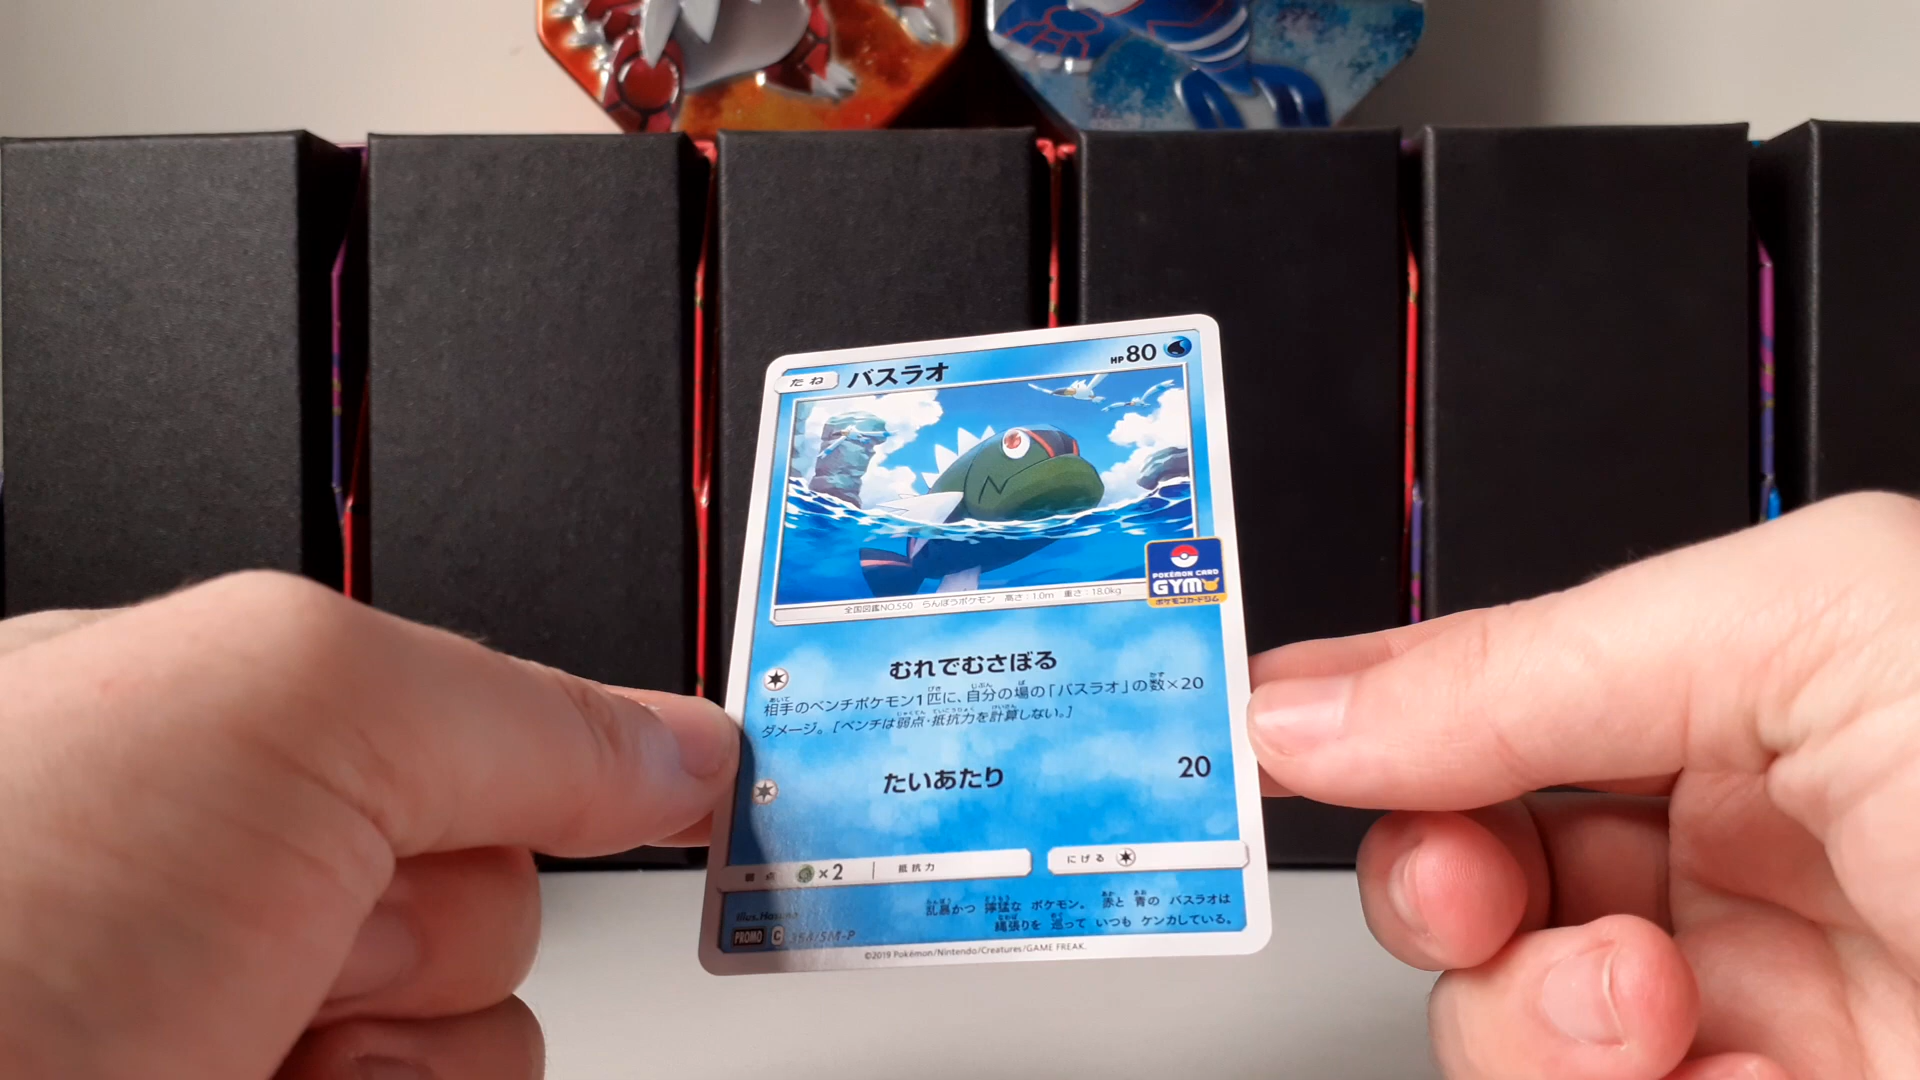 たね バスラオ HP 80
POKÉMON CARD
GYM
ポケモンカードジム
全国図鑑NO.550 らんぼうポケモン 高さ:1.0m 重さ:18.0kg
むれでむさぼる
相手のベンチポケモン1匹に、自分の場の「バスラオ」の数×20
ダメージ。[ベンチは弱点・抵抗力を計算しない。]
たいあたり 20
弱点 ×2 抵抗力 にげる
乱暴かつ 獰猛な ポケモン。 赤と 青の バスラオは
縄張りを 巡って いつも ケンカしている。
Illus.
PROMO C /SM-P
©2019 Pokémon/Nintendo/Creatures/GAME FREAK.